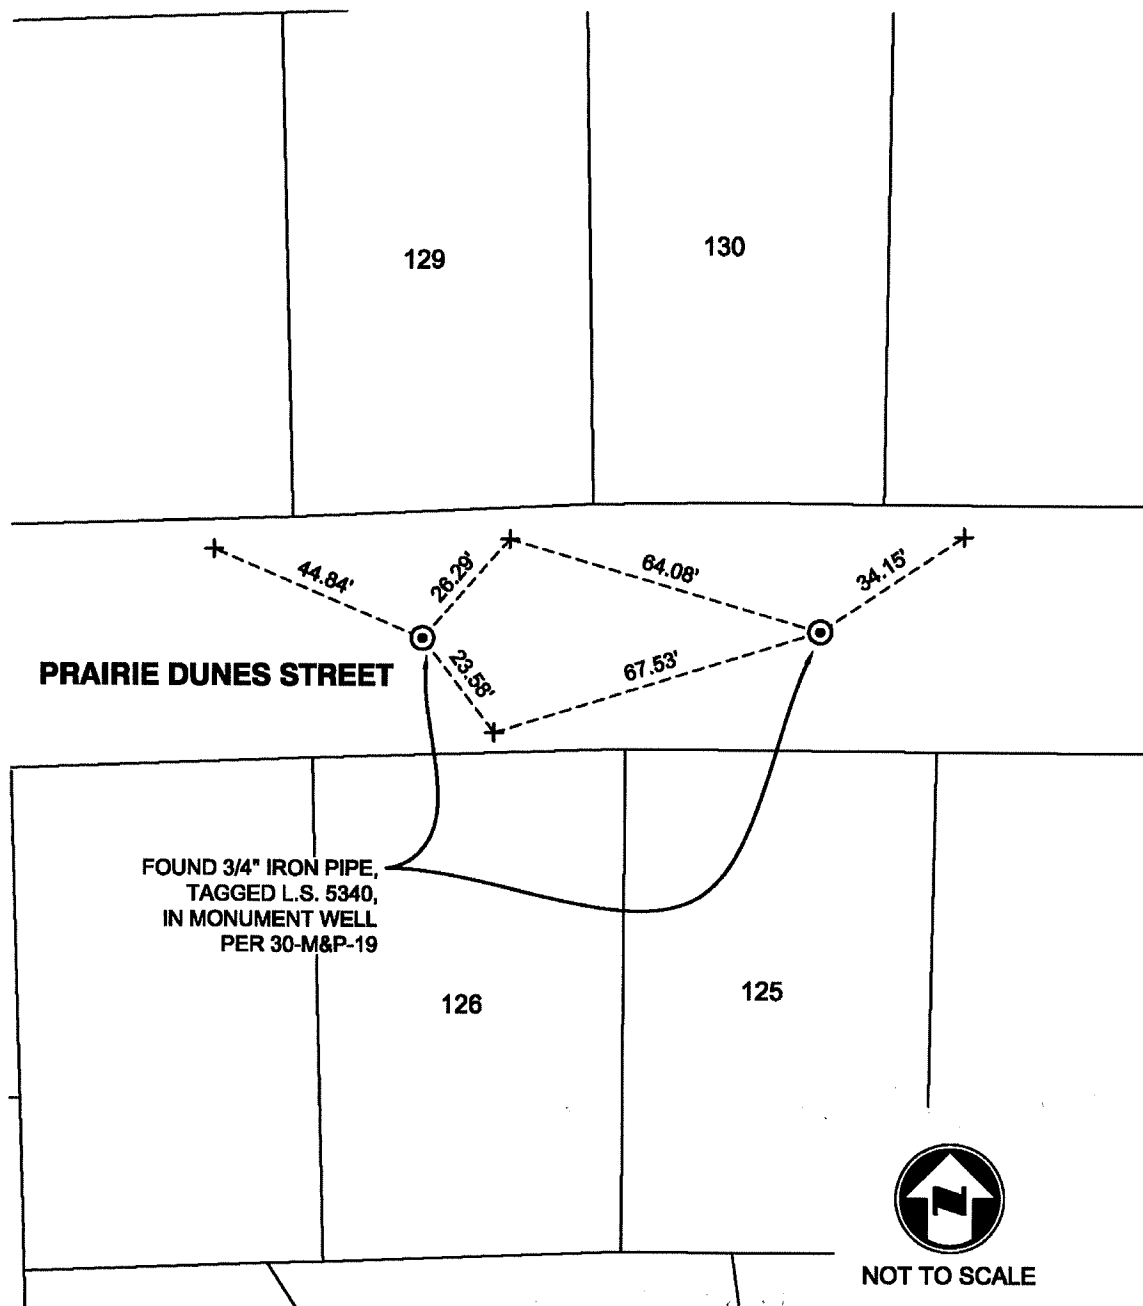 129
130
44.84'
26.29'
64.08'
34.15'
PRAIRIE DUNES STREET
23.58'
67.53'
FOUND 3/4" IRON PIPE,
TAGGED L.S. 5340,
IN MONUMENT WELL
PER 30-M&P-19
126
125
N
NOT TO SCALE